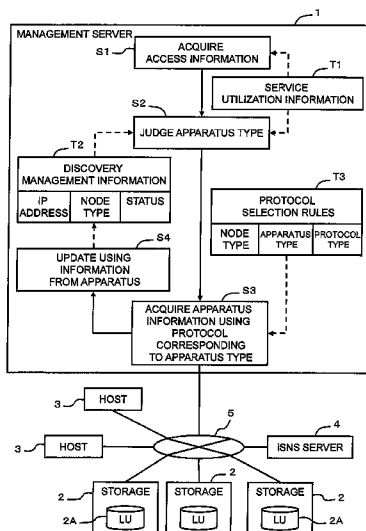 1
MANAGEMENT SERVER
S1
ACQUIRE
ACCESS INFORMATION
T1
SERVICE
UTILIZATION INFORMATION
S2
JUDGE APPARATUS TYPE
T2
DISCOVERY
MANAGEMENT INFORMATION
IP
ADDRESS
NODE
TYPE
STATUS
T3
PROTOCOL
SELECTION RULES
NODE
TYPE
APPARATUS
TYPE
PROTOCOL
TYPE
S4
UPDATE USING
INFORMATION
FROM APPARATUS
S3
ACQUIRE APPARATUS
INFORMATION USING
PROTOCOL
CORRESPONDING
TO APPARATUS TYPE
3
HOST
5
4
3
HOST
iSNS SERVER
2
STORAGE
2
STORAGE
STORAGE
2
2A
LU
LU
LU
2A